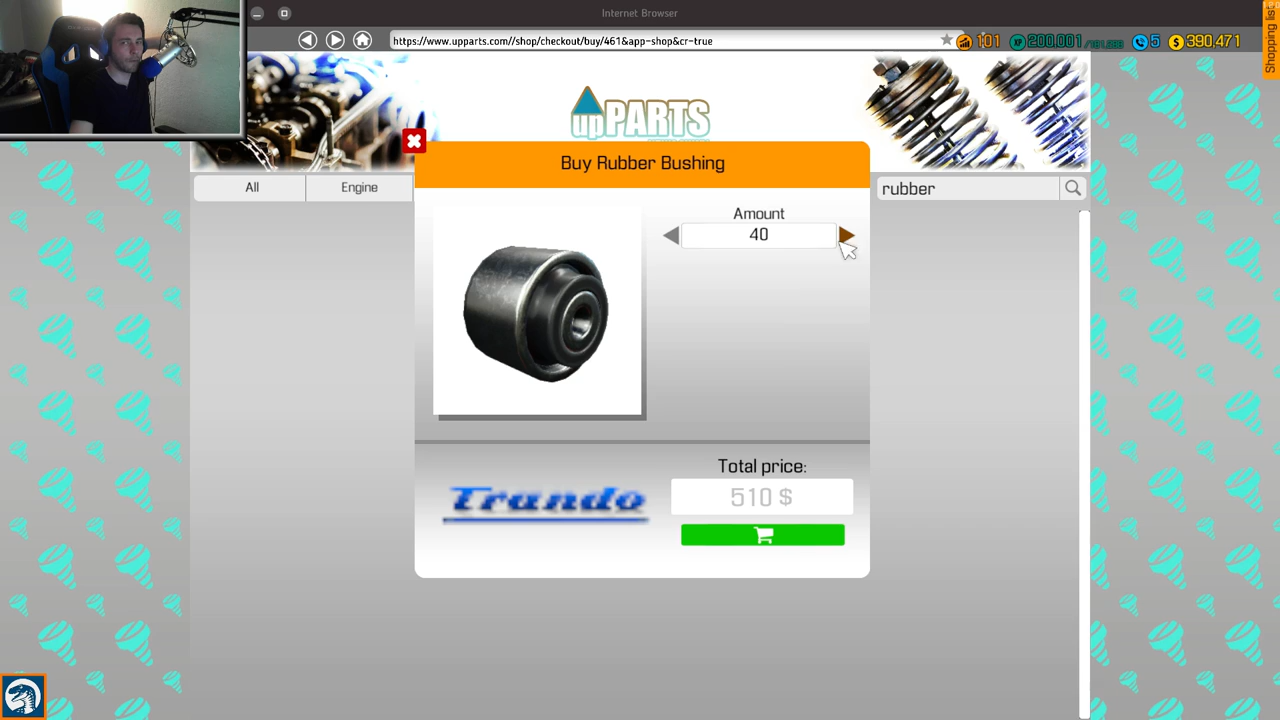 Internet Browser
https://www.upparts.com//shop/checkout/buy/461&app-shop&cr-true
101
200.001
5
390.471
Shopping list
upPARTS
Buy Rubber Bushing
All
Engine
rubber
Amount
40
Total price:
Trando
510 $